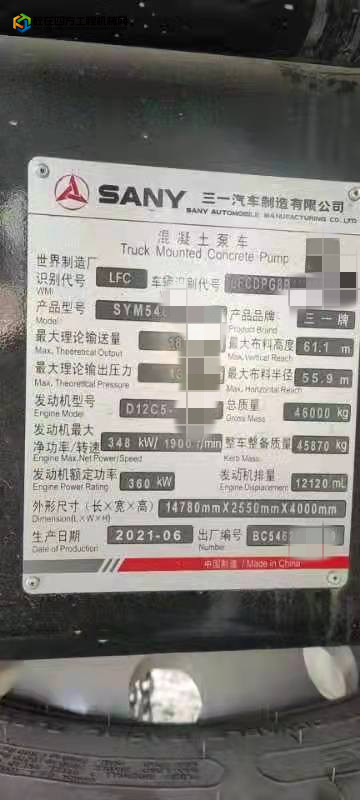 SANY 三一汽车制造有限公司
SANY AUTOMOBILE MANUFACTURING CO.,LTD
混凝土泵车
Truck Mounted Concrete Pump
世界制造厂
识别代号 LFC 车辆识别代号
WMI
产品型号 SYM54 产品品牌 三一牌
Model Product Brand
最大理论输送量 最大布料高度 61.1 m
Max. Theoretical Output Max. Vertical Reach
最大理论输出压力 最大布料半径 55.9 m
Max. Theoretical Pressure Max. Horizontal Reach
发动机型号 D12C5- 总质量 46000 kg
Engine Model Gross Mass
发动机最大
净功率/转速 348 kW/ 1900 r/min 整车整备质量 45870 kg
Engine Max.Net Power/Speed Kerb Mass
发动机额定功率 360 kW 发动机排量 12120 mL
Engine Power Rating Engine Displacement
外形尺寸(长×宽×高) 14780mmX2550mmX4000mm
Dimension(L×W×H)
生产日期 2021-06 出厂编号 BC546
Date of Production Number
中国制造 / Made in China